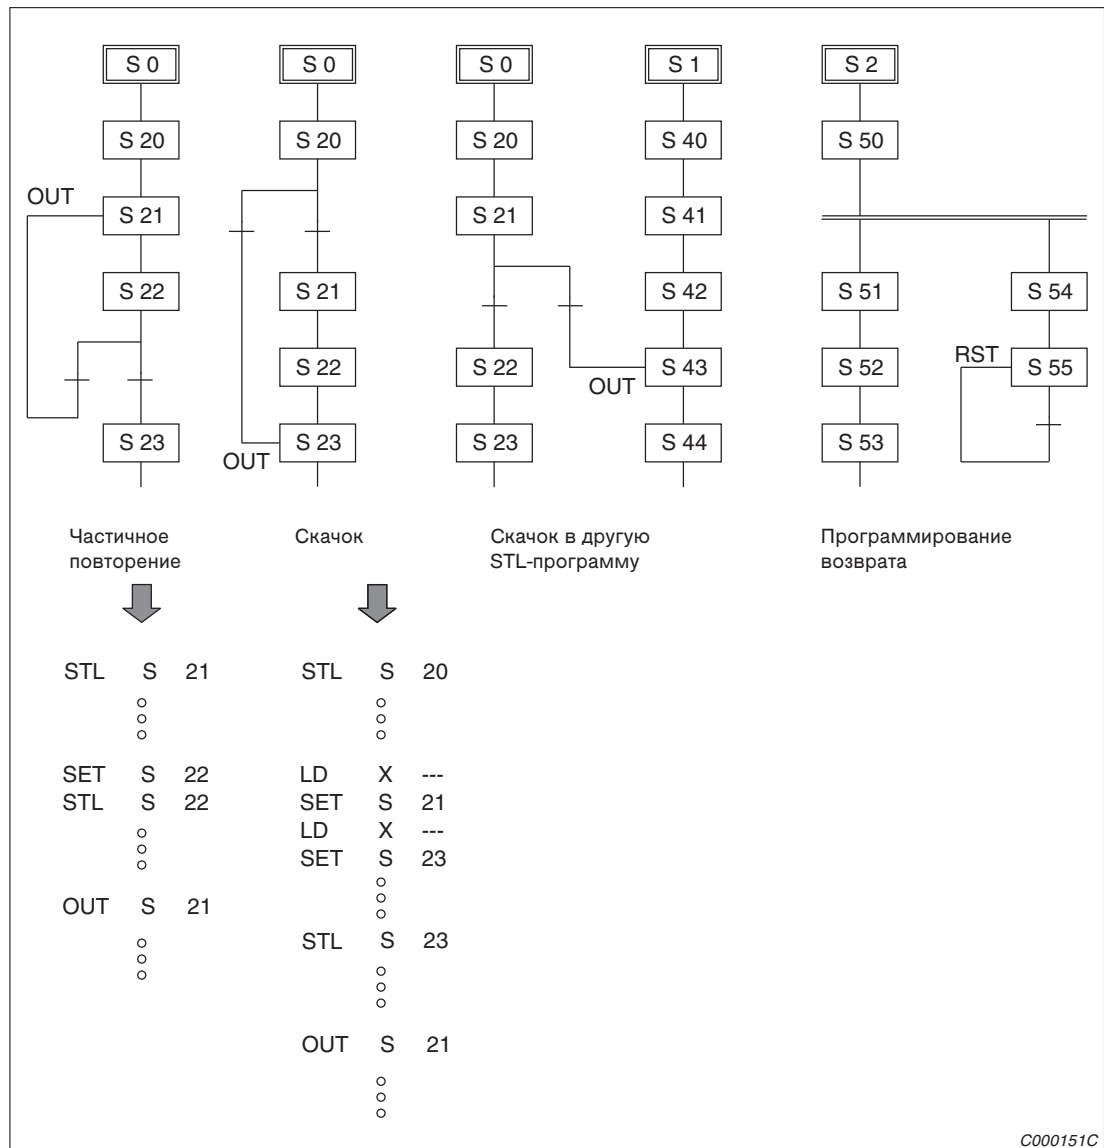 S 0 S 0 S 0 S 1 S 2
S 20 S 20 S 20 S 40 S 50
OUT
S 21 S 21 S 41
S 22 S 21 S 42 S 51 S 54
S 22 S 22 S 43 S 52 RST S 55
OUT
S 23 S 23 S 23 S 44 S 53
OUT
Частичное
повторение
Скачок
Скачок в другую
STL-программу
Программирование
возврата
STL S 21
SET S 22
STL S 22
OUT S 21
STL S 20
LD X ---
SET S 21
LD X ---
SET S 23
STL S 23
OUT S 21
C000151C